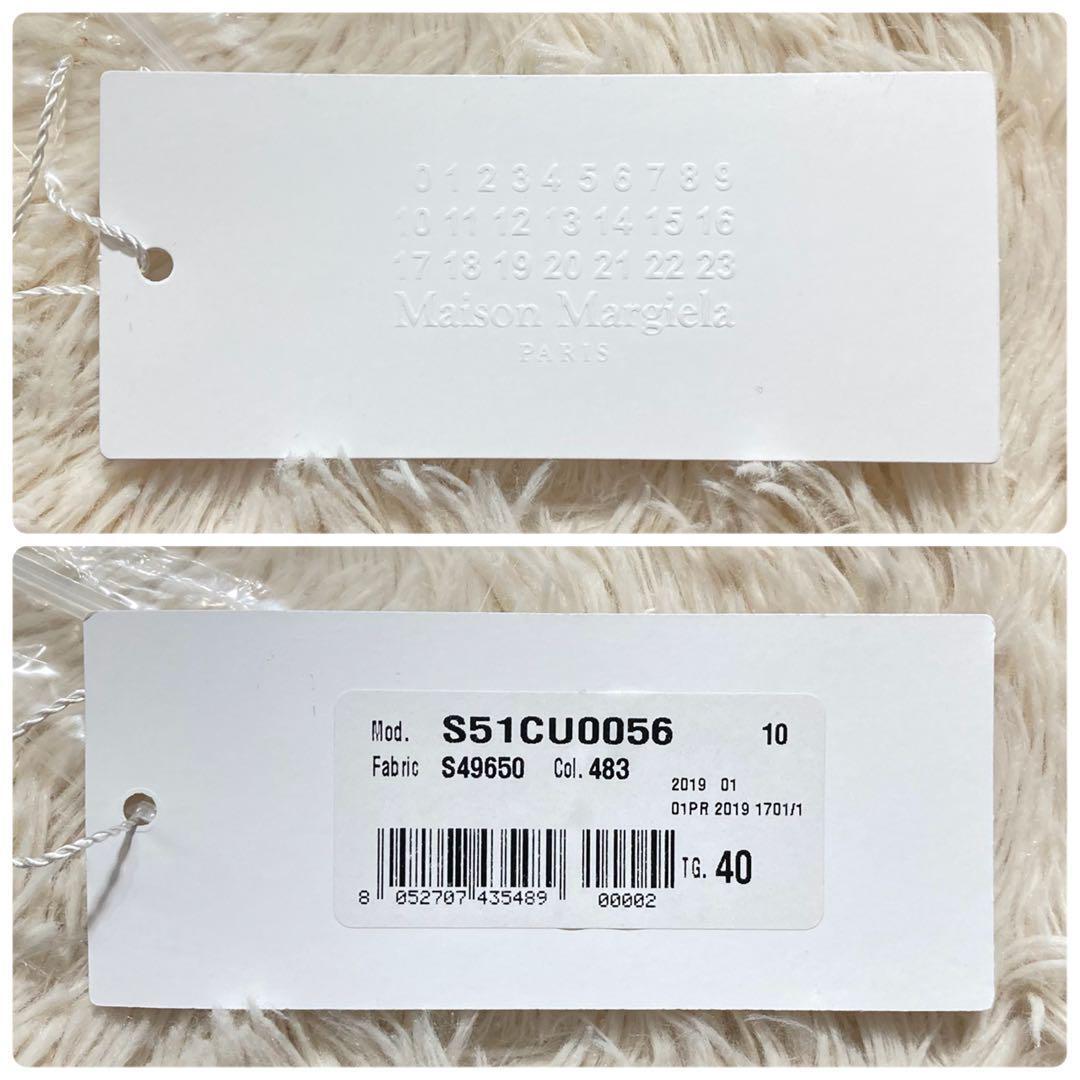 0 1 2 3 4 5 6 7 8 9
10 11 12 13 14 15 16
17 18 19 20 21 22 23
Maison Margiela
PARIS
Mod. S51CU0056 10
Fabric S49650 Col. 483
2019 01
01PR 2019 1701/1
TG. 40
8 052707 435489 00002